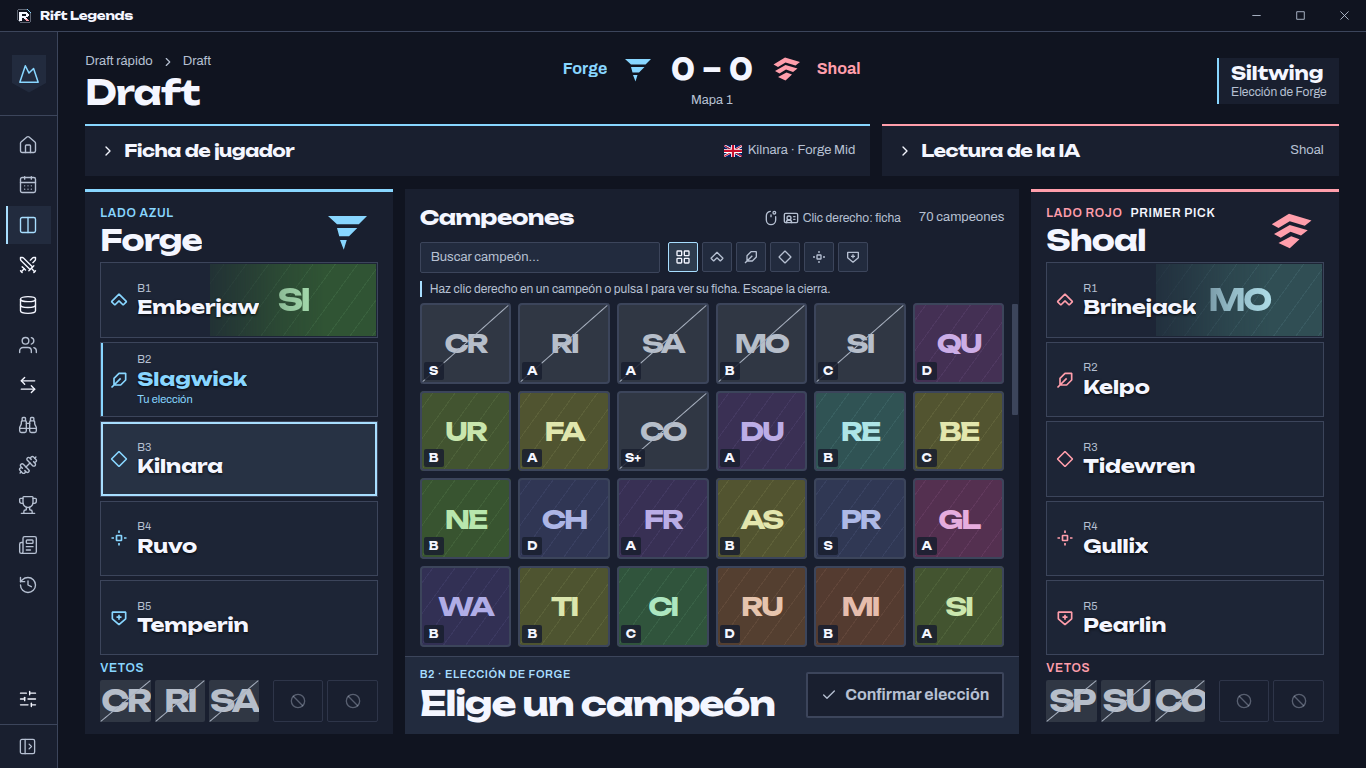 Rift Legends
Draft rápido > Draft
Draft
Forge 0 – 0 Shoal
Mapa 1
Siltwing
Elección de Forge
Ficha de jugador
Kilnara · Forge Mid
Lectura de la IA
Shoal
LADO AZUL
Forge
B1
Emberjaw
SI
B2
Slagwick
Tu elección
B3
Kilnara
B4
Ruvo
B5
Temperin
VETOS
CR RI SA
Campeones
Clic derecho: ficha
70 campeones
Buscar campeón...
Haz clic derecho en un campeón o pulsa I para ver su ficha. Escape la cierra.
CR RI SA MO SI QU
S A A B C D
UR FA CO DU RE BE
B A S+ A B C
NE CH FR AS PR GL
B D A B S A
WA TI CI RU MI SI
B B C D B A
B2 · ELECCIÓN DE FORGE
Elige un campeón
Confirmar elección
LADO ROJO PRIMER PICK
Shoal
R1
Brinejack
MO
R2
Kelpo
R3
Tidewren
R4
Gullix
R5
Pearlin
VETOS
SP SU CO